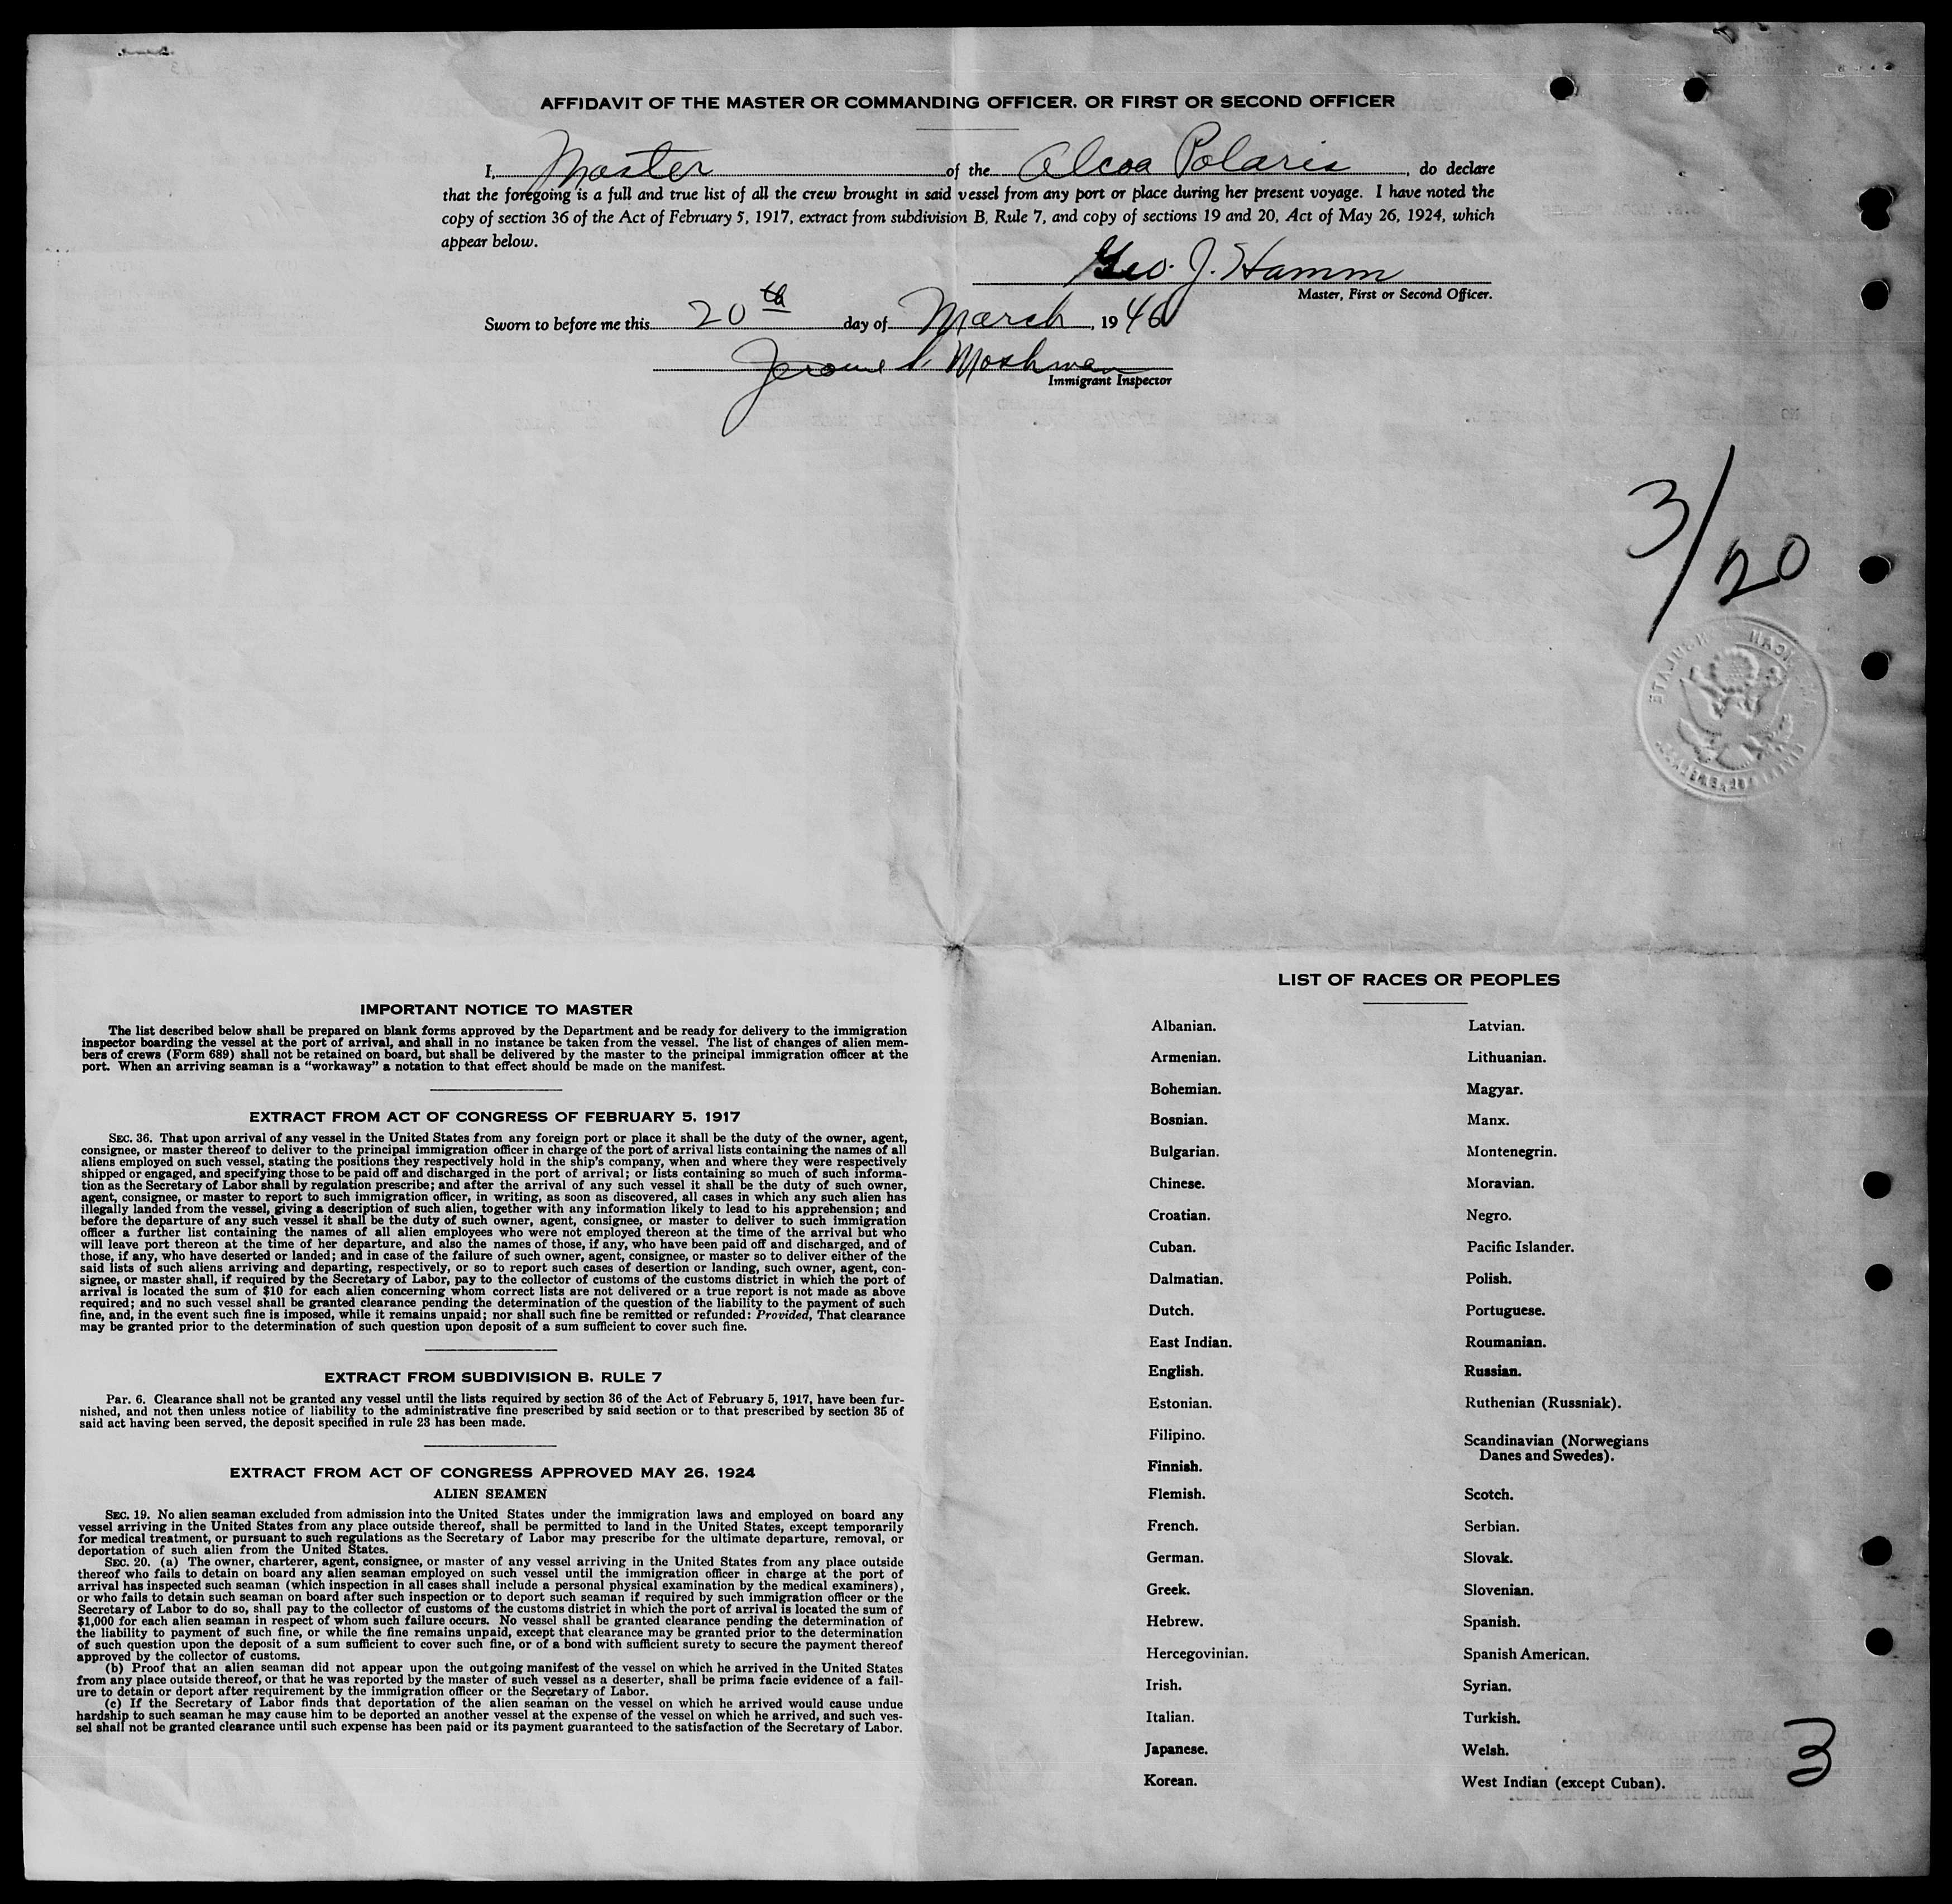 AFFIDAVIT OF THE MASTER OR COMMANDING OFFICER, OR FIRST OR SECOND OFFICER
I, Master of the Alcoa Polaris, do declare
that the foregoing is a full and true list of all the crew brought in said vessel from any port or place during her present voyage. I have noted the
copy of section 36 of the Act of February 5, 1917, extract from subdivision B, Rule 7, and copy of sections 19 and 20, Act of May 26, 1924, which
appear below.
Geo. J. Hamm
Master, First or Second Officer.
Sworn to before me this 20th day of March, 1946
Jerome
Immigrant Inspector
3/20
IMPORTANT NOTICE TO MASTER
The list described below shall be prepared on blank forms approved by the Department and be ready for delivery to the immigration
inspector boarding the vessel at the port of arrival, and shall in no instance be taken from the vessel. The list of changes of alien mem-
bers of crews (Form 689) shall not be retained on board, but shall be delivered by the master to the principal immigration officer at the
port. When an arriving seaman is a "workaway" a notation to that effect should be made on the manifest.
EXTRACT FROM ACT OF CONGRESS OF FEBRUARY 5, 1917
SEC. 36. That upon arrival of any vessel in the United States from any foreign port or place it shall be the duty of the owner, agent,
consignee, or master thereof to deliver to the principal immigration officer in charge of the port of arrival lists containing the names of all
aliens employed on such vessel, stating the positions they respectively hold in the ship's company, when and where they were respectively
shipped or engaged, and specifying those to be paid off and discharged in the port of arrival; or lists containing so much of such informa-
tion as the Secretary of Labor shall by regulation prescribe; and after the arrival of any such vessel it shall be the duty of such owner,
agent, consignee, or master to report to such immigration officer, in writing, as soon as discovered, all cases in which any such alien has
illegally landed from the vessel, giving a description of such alien, together with any information likely to lead to his apprehension; and
before the departure of any such vessel it shall be the duty of such owner, agent, consignee, or master to deliver to such immigration
officer a further list containing the names of all alien employees who were not employed thereon at the time of the arrival but who
will leave port thereon at the time of her departure, and also the names of those, if any, who have been paid off and discharged, and of
those, if any, who have deserted or landed; and in case of the failure of such owner, agent, consignee, or master so to deliver either of the
said lists of such aliens arriving and departing, respectively, or so to report such cases of desertion or landing, such owner, agent, con-
signee, or master shall, if required by the Secretary of Labor, pay to the collector of customs of the customs district in which the port of
arrival is located the sum of $10 for each alien concerning whom correct lists are not delivered or a true report is not made as above
required; and no such vessel shall be granted clearance pending the determination of the question of the liability to the payment of such
fine, and, in the event such fine is imposed, while it remains unpaid; nor shall such fine be remitted or refunded: Provided, That clearance
may be granted prior to the determination of such question upon deposit of a sum sufficient to cover such fine.
EXTRACT FROM SUBDIVISION B, RULE 7
Par. 6. Clearance shall not be granted any vessel until the lists required by section 36 of the Act of February 5, 1917, have been fur-
nished, and not then unless notice of liability to the administrative fine prescribed by said section or to that prescribed by section 35 of
said act having been served, the deposit specified in rule 23 has been made.
EXTRACT FROM ACT OF CONGRESS APPROVED MAY 26, 1924
ALIEN SEAMEN
SEC. 19. No alien seaman excluded from admission into the United States under the immigration laws and employed on board any
vessel arriving in the United States from any place outside thereof, shall be permitted to land in the United States, except temporarily
for medical treatment, or pursuant to such regulations as the Secretary of Labor may prescribe for the ultimate departure, removal, or
deportation of such alien from the United States.
SEC. 20. (a) The owner, charterer, agent, consignee, or master of any vessel arriving in the United States from any place outside
thereof who fails to detain on board any alien seaman employed on such vessel until the immigration officer in charge at the port of
arrival has inspected such seaman (which inspection in all cases shall include a personal physical examination by the medical examiners),
or who fails to detain such seaman on board after such inspection or to deport such seaman if required by such immigration officer or the
Secretary of Labor to do so, shall pay to the collector of customs of the customs district in which the port of arrival is located the sum of
$1,000 for each alien seaman in respect of whom such failure occurs. No vessel shall be granted clearance pending the determination of
the liability to payment of such fine, or while the fine remains unpaid, except that clearance may be granted prior to the determination
of such question upon the deposit of a sum sufficient to cover such fine, or of a bond with sufficient surety to secure the payment thereof
approved by the collector of customs.
(b) Proof that an alien seaman did not appear upon the outgoing manifest of the vessel on which he arrived in the United States
from any place outside thereof, or that he was reported by the master of such vessel as a deserter, shall be prima facie evidence of a fail-
ure to detain or deport after requirement by the immigration officer or the Secretary of Labor.
(c) If the Secretary of Labor finds that deportation of the alien seaman on the vessel on which he arrived would cause undue
hardship to such seaman he may cause him to be deported an another vessel at the expense of the vessel on which he arrived, and such ves-
sel shall not be granted clearance until such expense has been paid or its payment guaranteed to the satisfaction of the Secretary of Labor.
LIST OF RACES OR PEOPLES
Albanian.
Armenian.
Bohemian.
Bosnian.
Bulgarian.
Chinese.
Croatian.
Cuban.
Dalmatian.
Dutch.
East Indian.
English.
Estonian.
Filipino.
Finnish.
Flemish.
French.
German.
Greek.
Hebrew.
Hercegovinian.
Irish.
Italian.
Japanese.
Korean.
Latvian.
Lithuanian.
Magyar.
Manx.
Montenegrin.
Moravian.
Negro.
Pacific Islander.
Polish.
Portuguese.
Roumanian.
Russian.
Ruthenian (Russniak).
Scandinavian (Norwegians
Danes and Swedes).
Scotch.
Serbian.
Slovak.
Slovenian.
Spanish.
Spanish American.
Syrian.
Turkish.
Welsh.
West Indian (except Cuban).
3